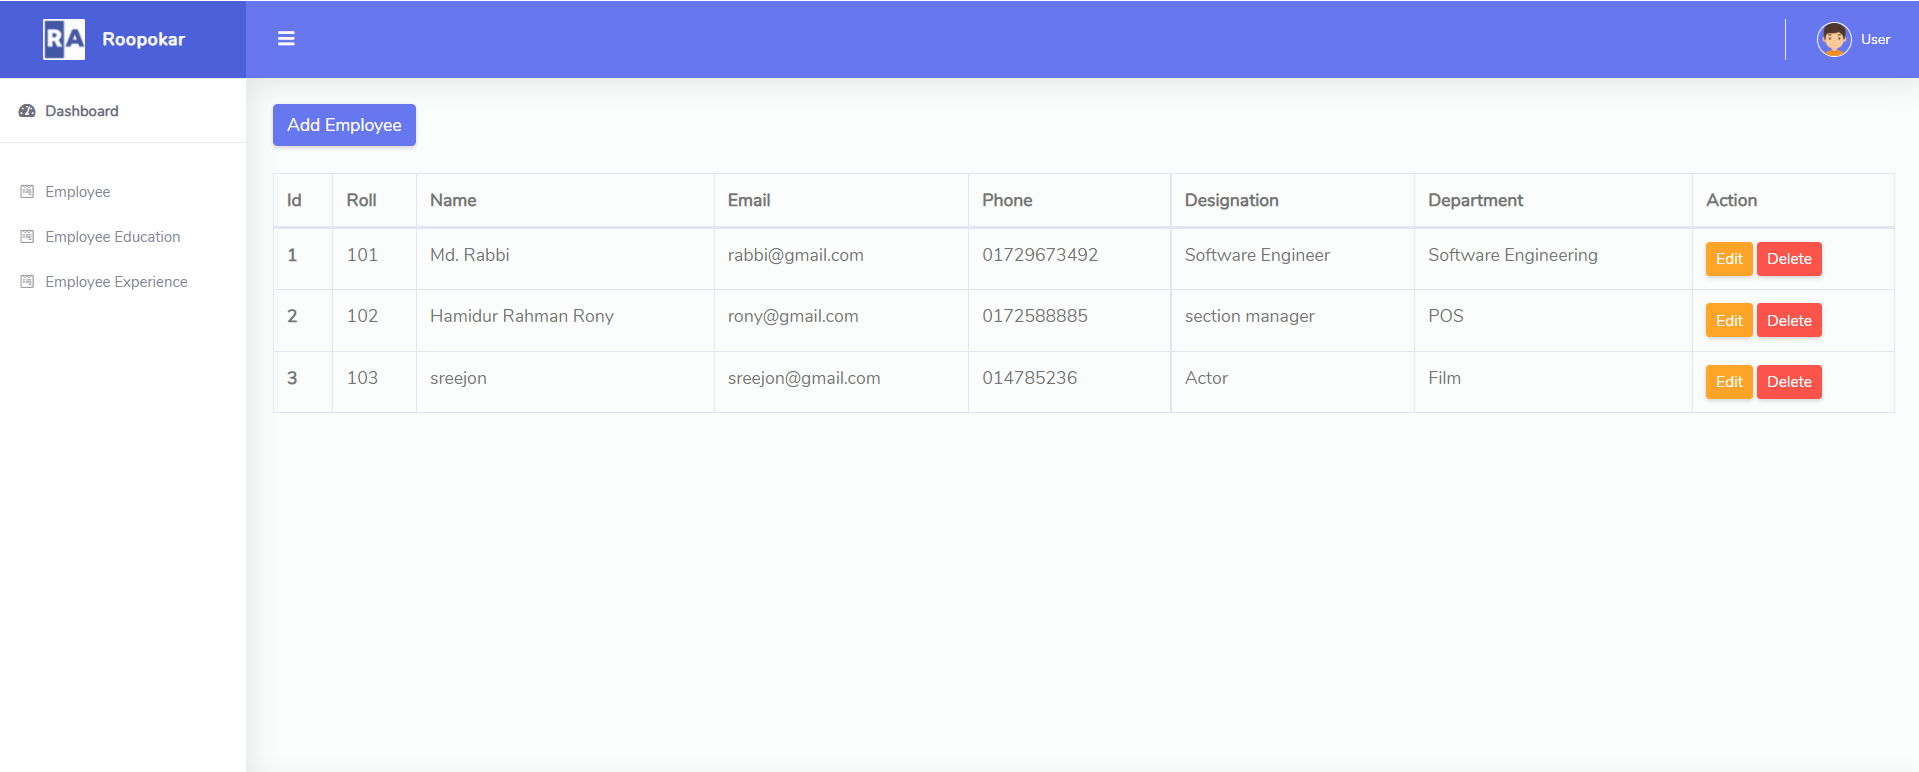 RA Roopokar
User
Dashboard
Employee
Employee Education
Employee Experience
Add Employee
Id Roll Name Email Phone Designation Department Action
1 101 Md. Rabbi rabbi@gmail.com 01729673492 Software Engineer Software Engineering Edit Delete
2 102 Hamidur Rahman Rony rony@gmail.com 0172588885 section manager POS Edit Delete
3 103 sreejon sreejon@gmail.com 014785236 Actor Film Edit Delete